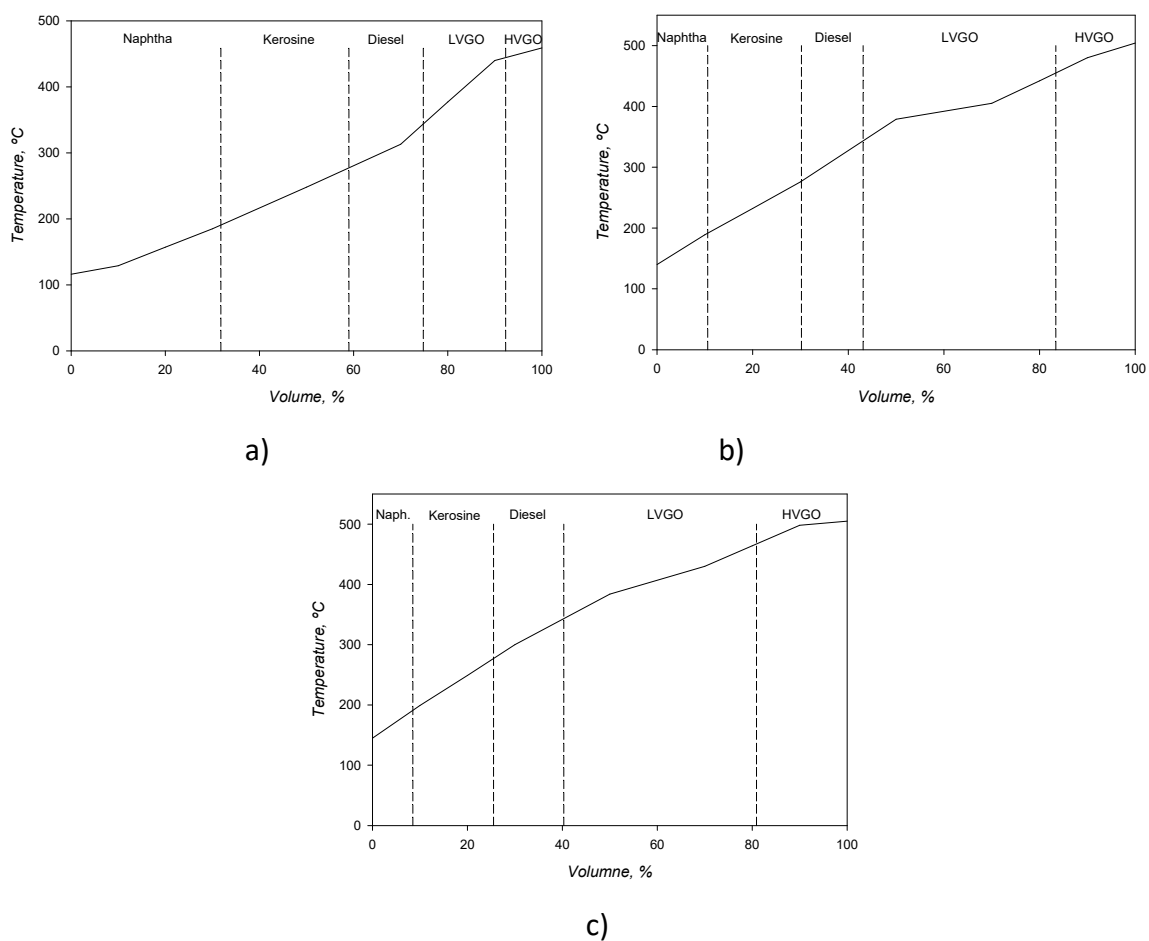 Naphtha Kerosine Diesel LVGO HVGO
500
400
300
200
100
0
Temperature, ºC
0 20 40 60 80 100
Volume, %
a)
Naphtha Kerosine Diesel LVGO HVGO
500
400
300
200
100
0
Temperature, ºC
0 20 40 60 80 100
Volume, %
b)
Naph. Kerosine Diesel LVGO HVGO
500
400
300
200
100
0
Temperature, ºC
0 20 40 60 80 100
Volumne, %
c)